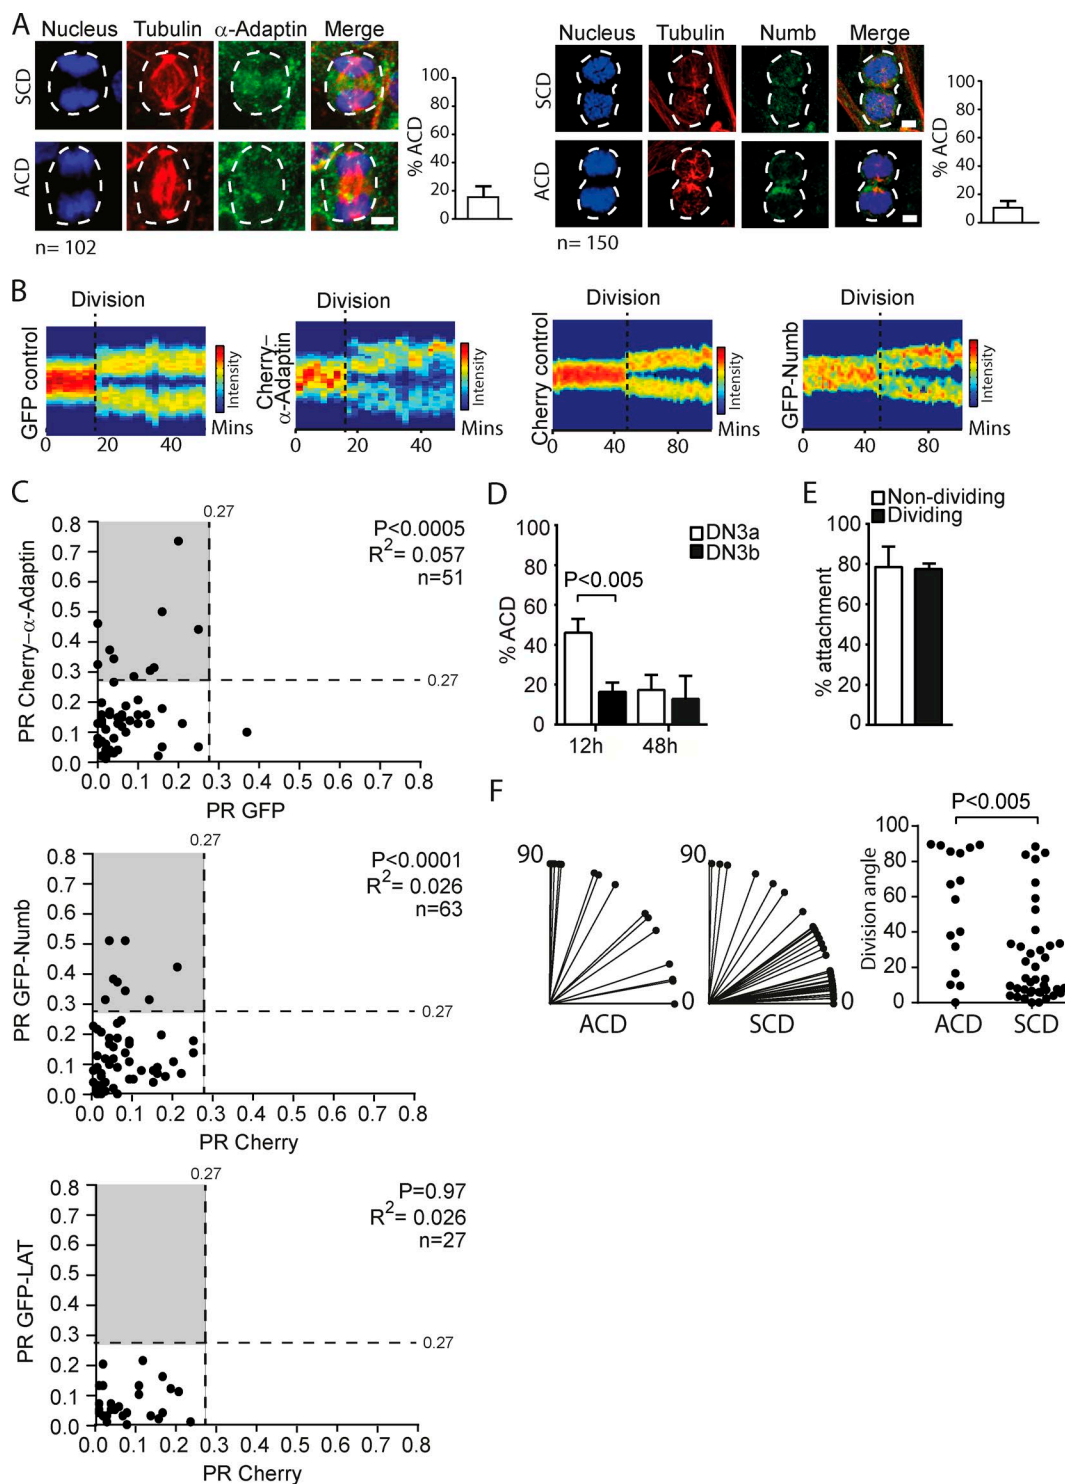 A
Nucleus Tubulin α-Adaptin Merge
SCD
ACD
n= 102
% ACD
100
80
60
40
20
0
Nucleus Tubulin Numb Merge
SCD
ACD
n= 150
% ACD
100
80
60
40
20
0
B
Division
GFP control
Intensity
0 20 40
Mins
Division
Cherry–
α-Adaptin
Intensity
0 20 40
Division
Cherry control
Intensity
0 40 80
Mins
Division
GFP-Numb
Intensity
0 40 80
Mins
C
0.27
PR Cherry–α-Adaptin
0.8
0.7
0.6
0.5
0.4
0.3
0.2
0.1
0.0
P<0.0005
R2= 0.057
n=51
0.27
0.0 0.1 0.2 0.3 0.4 0.5 0.6 0.7 0.8
PR GFP
0.27
PR GFP-Numb
0.8
0.7
0.6
0.5
0.4
0.3
0.2
0.1
0.0
P<0.0001
R2= 0.026
n=63
0.27
0.0 0.1 0.2 0.3 0.4 0.5 0.6 0.7 0.8
PR Cherry
0.27
PR GFP-LAT
0.8
0.7
0.6
0.5
0.4
0.3
0.2
0.1
0.0
P=0.97
R2= 0.026
n=27
0.27
0.0 0.1 0.2 0.3 0.4 0.5 0.6 0.7 0.8
PR Cherry
D
DN3a
DN3b
P<0.005
% ACD
100
80
60
40
20
0
12h 48h
E
Non-dividing
Dividing
% attachment
100
80
60
40
20
0
F
90
0
ACD
90
0
SCD
P<0.005
Division angle
100
80
60
40
20
0
ACD SCD